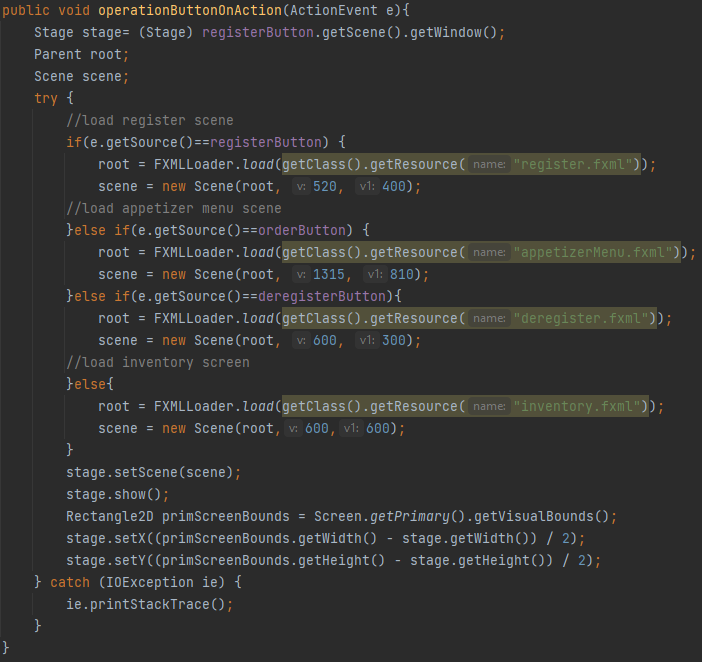 public void operationButtonOnAction(ActionEvent e){
    Stage stage= (Stage) registerButton.getScene().getWindow();
    Parent root;
    Scene scene;
    try {
        //load register scene
        if(e.getSource()==registerButton) {
            root = FXMLLoader.load(getClass().getResource( name: "register.fxml"));
            scene = new Scene(root, v: 520, v1: 400);
        //load appetizer menu scene
        }else if(e.getSource()==orderButton) {
            root = FXMLLoader.load(getClass().getResource( name: "appetizerMenu.fxml"));
            scene = new Scene(root, v: 1315, v1: 810);
        }else if(e.getSource()==deregisterButton){
            root = FXMLLoader.load(getClass().getResource( name: "deregister.fxml"));
            scene = new Scene(root, v: 600, v1: 300);
        //load inventory screen
        }else{
            root = FXMLLoader.load(getClass().getResource( name: "inventory.fxml"));
            scene = new Scene(root, v: 600, v1: 600);
        }
        stage.setScene(scene);
        stage.show();
        Rectangle2D primScreenBounds = Screen.getPrimary().getVisualBounds();
        stage.setX((primScreenBounds.getWidth() - stage.getWidth()) / 2);
        stage.setY((primScreenBounds.getHeight() - stage.getHeight()) / 2);
    } catch (IOException ie) {
        ie.printStackTrace();
    }
}